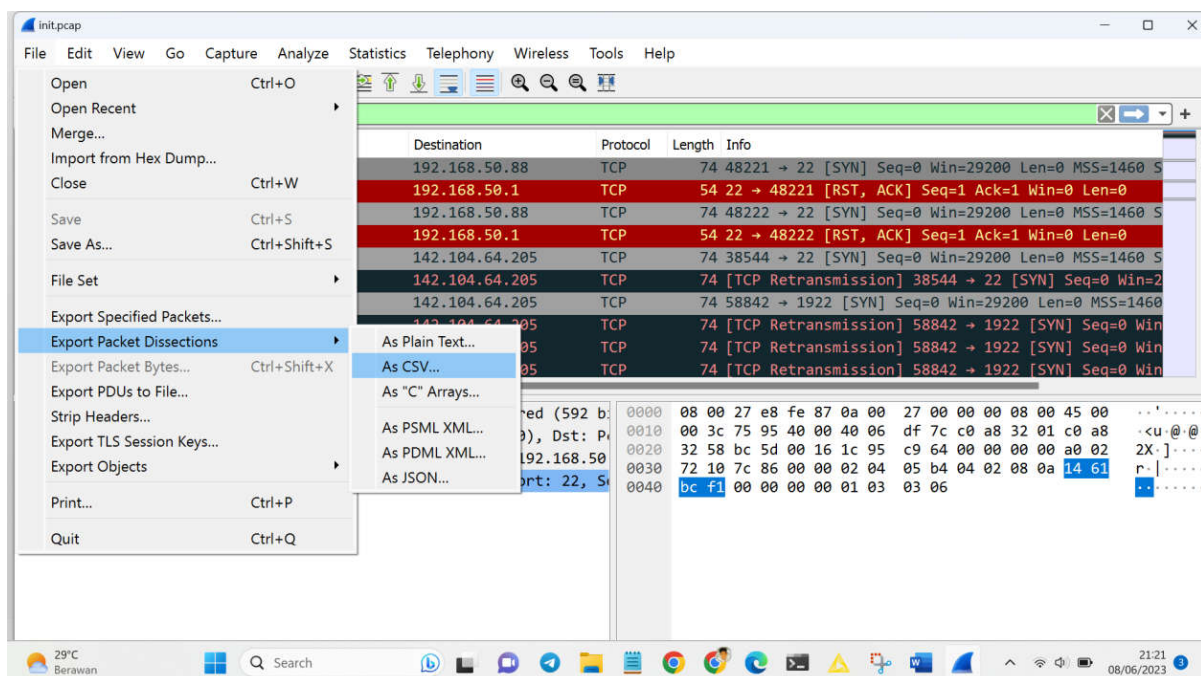 init.pcap
File Edit View Go Capture Analyze Statistics Telephony Wireless Tools Help
Open Ctrl+O
Open Recent
Merge...
Import from Hex Dump...
Close Ctrl+W
Save Ctrl+S
Save As... Ctrl+Shift+S
File Set
Export Specified Packets...
Export Packet Dissections
Export Packet Bytes... Ctrl+Shift+X
Export PDUs to File...
Strip Headers...
Export TLS Session Keys...
Export Objects
Print... Ctrl+P
Quit Ctrl+Q
As Plain Text...
As CSV...
As "C" Arrays...
As PSML XML...
As PDML XML...
As JSON...
Destination Protocol Length Info
192.168.50.88 TCP 74 48221 → 22 [SYN] Seq=0 Win=29200 Len=0 MSS=1460 S
192.168.50.1 TCP 54 22 → 48221 [RST, ACK] Seq=1 Ack=1 Win=0 Len=0
192.168.50.88 TCP 74 48222 → 22 [SYN] Seq=0 Win=29200 Len=0 MSS=1460 S
192.168.50.1 TCP 54 22 → 48222 [RST, ACK] Seq=1 Ack=1 Win=0 Len=0
142.104.64.205 TCP 74 38544 → 22 [SYN] Seq=0 Win=29200 Len=0 MSS=1460 S
142.104.64.205 TCP 74 [TCP Retransmission] 38544 → 22 [SYN] Seq=0 Win=2
142.104.64.205 TCP 74 58842 → 1922 [SYN] Seq=0 Win=29200 Len=0 MSS=1460
142.104.64.205 TCP 74 [TCP Retransmission] 58842 → 1922 [SYN] Seq=0 Win
05 TCP 74 [TCP Retransmission] 58842 → 1922 [SYN] Seq=0 Win
05 TCP 74 [TCP Retransmission] 58842 → 1922 [SYN] Seq=0 Win
red (592 b
), Dst: P
192.168.50
ort: 22, S
0000 08 00 27 e8 fe 87 0a 00 27 00 00 00 08 00 45 00 ··'····
0010 00 3c 75 95 40 00 40 06 df 7c c0 a8 32 01 c0 a8 ·<u·@·@
0020 32 58 bc 5d 00 16 1c 95 c9 64 00 00 00 00 a0 02 2X·]····
0030 72 10 7c 86 00 00 02 04 05 b4 04 02 08 0a 14 61 r·|·····
0040 bc f1 00 00 00 00 01 03 03 06 ········
29°C
Berawan
Search
21:21
08/06/2023
3